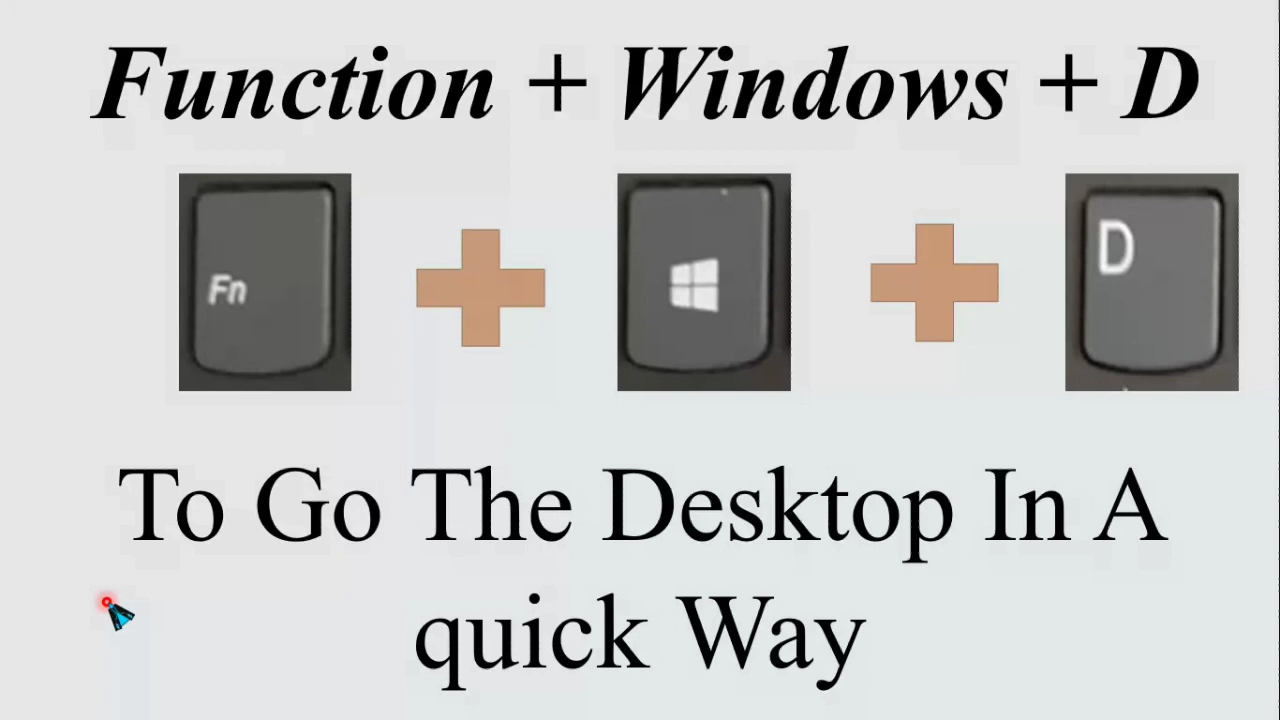 Function + Windows + D
Fn
D
To Go The Desktop In A
quick Way